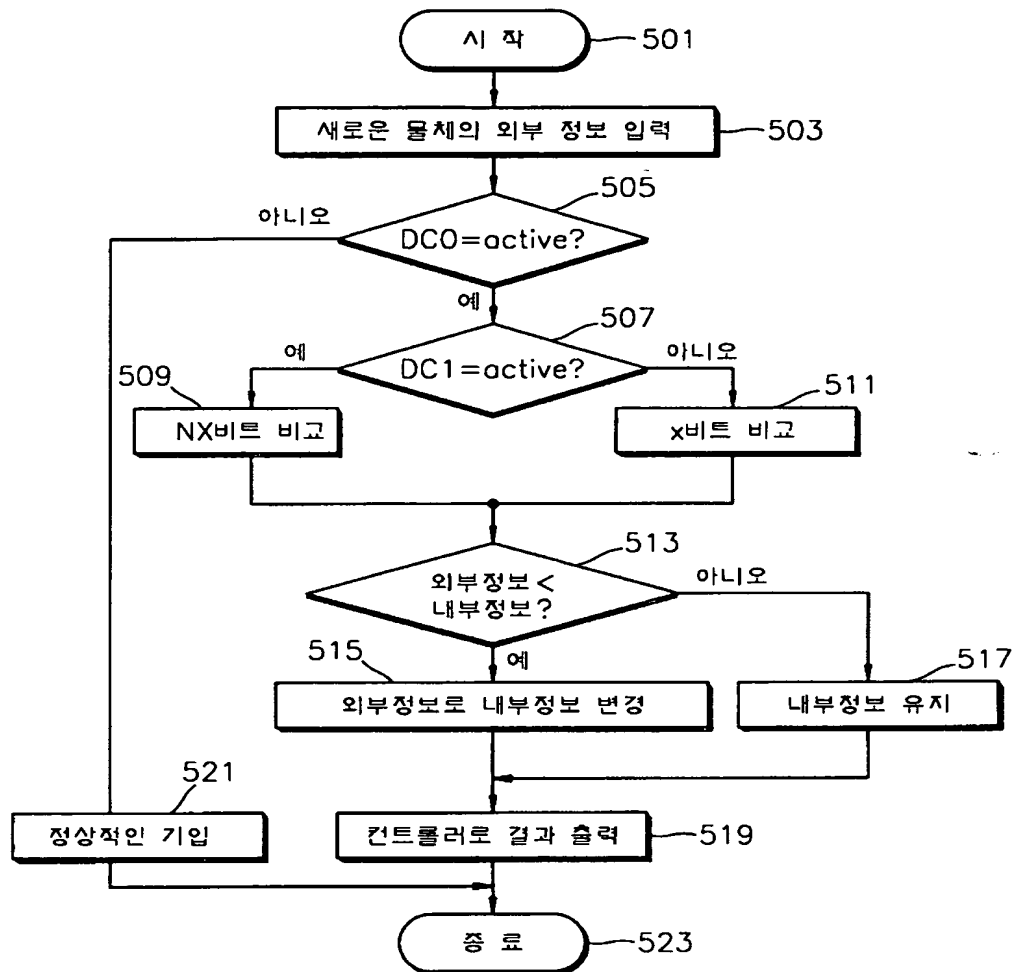 시 작
501
새로운 물체의 외부 정보 입력
503
505
아니오
DC0=active?
예
507
예
DC1=active?
아니오
509
NX비트 비교
511
x비트 비교
513
외부정보<
내부정보?
아니오
예
515
외부정보로 내부정보 변경
517
내부정보 유지
521
정상적인 기입
컨트롤러로 결과 출력
519
종 료
523